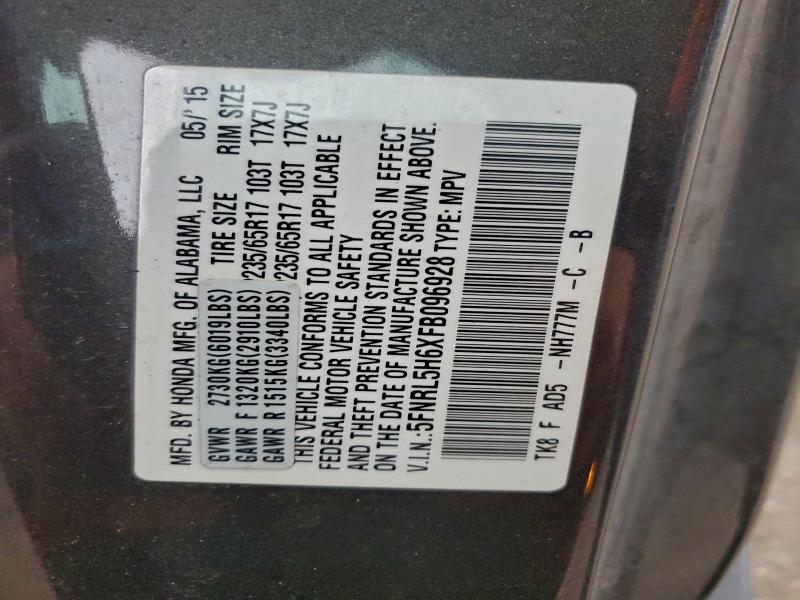 MFD. BY HONDA MFG. OF ALABAMA, LLC 05/'15
TIRE SIZE RIM SIZE
GVWR 2730KG(6019LBS)
GAWR F 1320KG(2910LBS) 235/65R17 103T 17X7J
GAWR R 1515KG(3340LBS) 235/65R17 103T 17X7J
THIS VEHICLE CONFORMS TO ALL APPLICABLE
FEDERAL MOTOR VEHICLE SAFETY
AND THEFT PREVENTION STANDARDS IN EFFECT
ON THE DATE OF MANUFACTURE SHOWN ABOVE.
V.I.N.:5FNRL5H6XFB096928 TYPE: MPV
TK8 F AD5 -NH777M -C -B